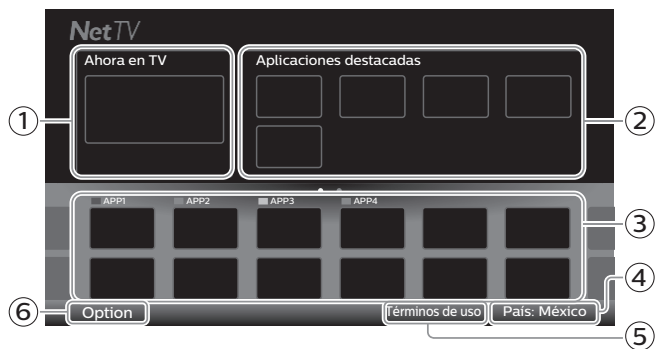 NetTV
Ahora en TV
Aplicaciones destacadas
①
②
APP1 APP2 APP3 APP4
③
④
⑥
Option
Términos de uso
País: México
⑤